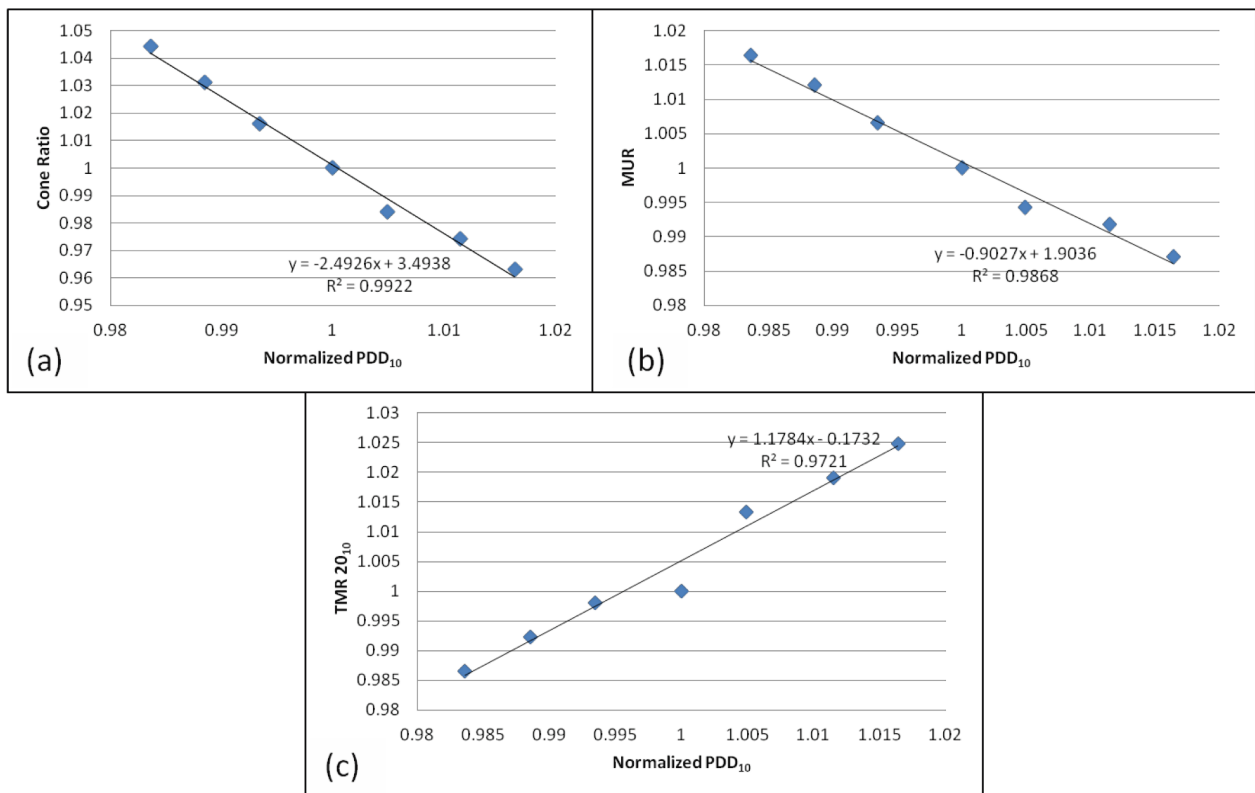 1.05
1.04
1.03
1.02
1.01
1
0.99
0.98
0.97
0.96
0.95
Cone Ratio
y = -2.4926x + 3.4938
R² = 0.9922
0.98 0.99 1 1.01 1.02
Normalized PDD₁₀
(a)
1.02
1.015
1.01
1.005
1
0.995
0.99
0.985
0.98
MUR
y = -0.9027x + 1.9036
R² = 0.9868
0.98 0.985 0.99 0.995 1 1.005 1.01 1.015 1.02
Normalized PDD₁₀
(b)
1.03
1.025
1.02
1.015
1.01
1.005
1
0.995
0.99
0.985
0.98
TMR 20₁₀
y = 1.1784x - 0.1732
R² = 0.9721
0.98 0.985 0.99 0.995 1 1.005 1.01 1.015 1.02
Normalized PDD₁₀
(c)